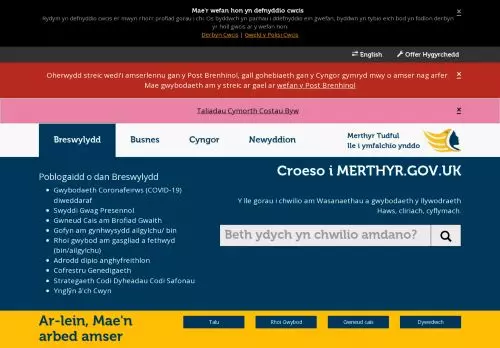 Mae'r wefan hon yn defnyddio cwcis
Rydym yn defnyddio cwcis er mwyn rhoi'r profiad gorau i chi. Os byddwch yn parhau i ddefnyddio ein gwefan, byddwn yn tybio eich bod yn fodlon derbyn
yr holl gwcis ar y wefan hon.
Derbyn Cwcis | Gweld y Polisi Cwcis
English
Offer Hygyrchedd
Oherwydd streic wedi'i amserlennu gan y Post Brenhinol, gall gohebiaeth gan y Cyngor gymryd mwy o amser nag arfer
Mae gwybodaeth am y streic ar gael ar wefan y Post Brenhinol
Taliadau Cymorth Costau Byw
Breswylydd
Busnes
Cyngor
Newyddion
Merthyr Tudful
lle i ymfalchïo ynddo
Poblogaidd o dan Breswylydd
Gwybodaeth Coronafeirws (COVID-19)
diweddaraf
Swyddi Gwag Presennol
Gwneud Cais am Brofiad Gwaith
Gofyn am gynhwysydd ailgylchu/ bin
Rhoi gwybod am gasgliad a fethwyd
(bin/ailgylchu)
Adrodd dipio anghyfreithlon
Cofrestru Genedigaeth
Strategaeth Codi Dyheadau Codi Safonau
Ynglŷn â'ch Cwyn
Croeso i MERTHYR.GOV.UK
Y lle gorau i chwilio am Wasanaethau a gwybodaeth y llywodraeth
Haws, cliriach, cyflymach.
Beth ydych yn chwilio amdano?
Ar-lein, Mae'n
arbed amser
Talu
Rhoi Gwybod
Gwneud cais
Dywedwch